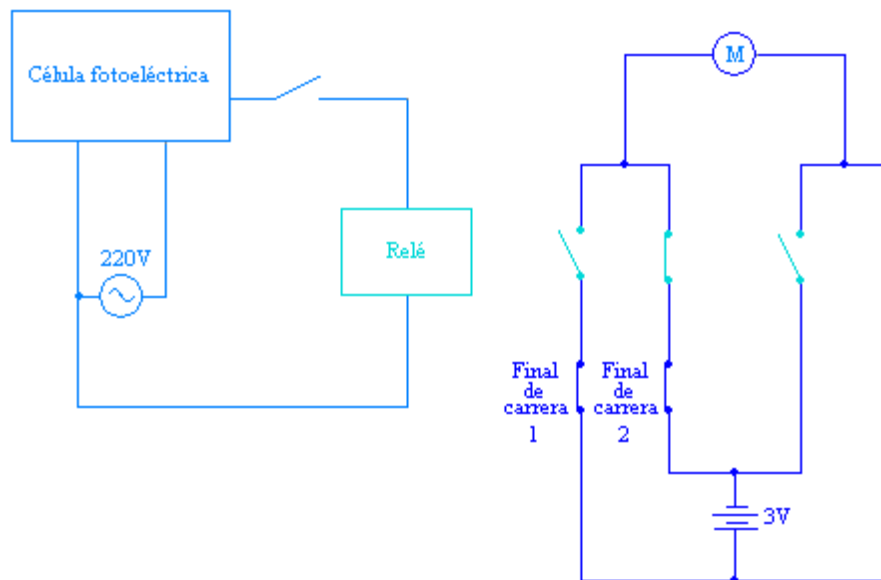 Célula fotoeléctrica
M
220V
Relé
Final
de
carrera
1
Final
de
carrera
2
3V